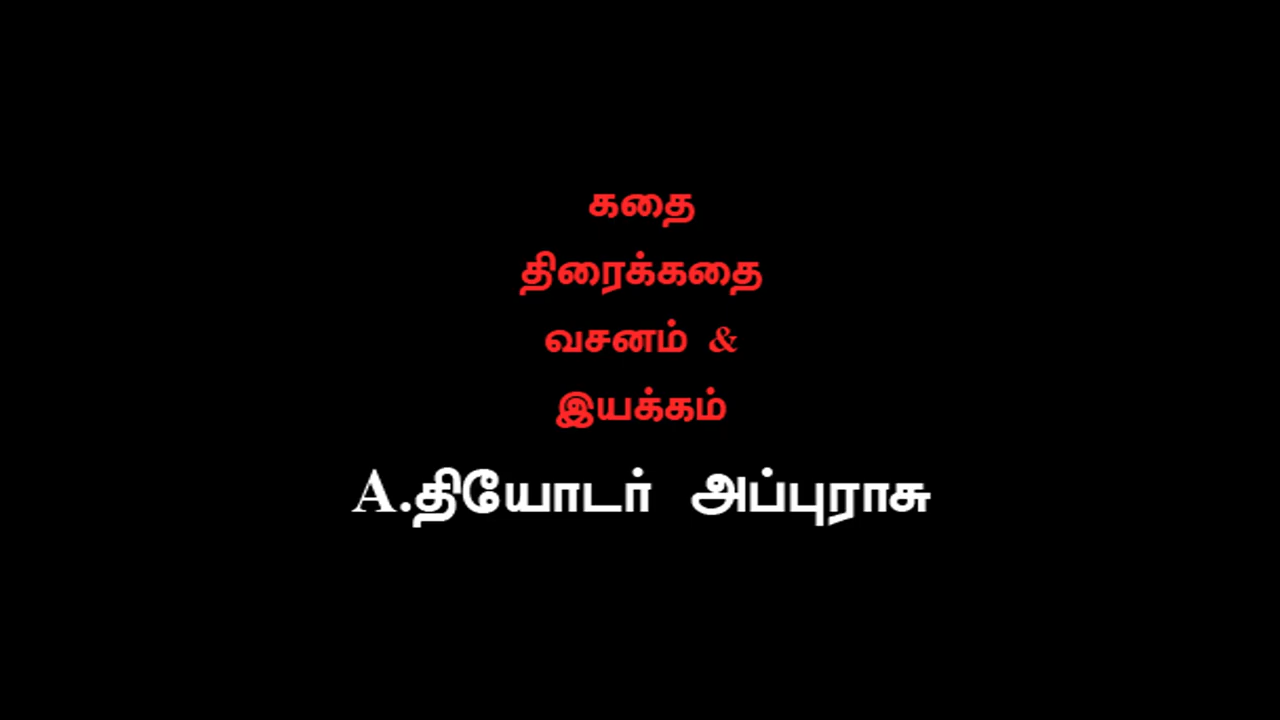 கதை
திரைக்கதை
வசனம் &
இயக்கம்
A.தியோடர் அப்புராசு